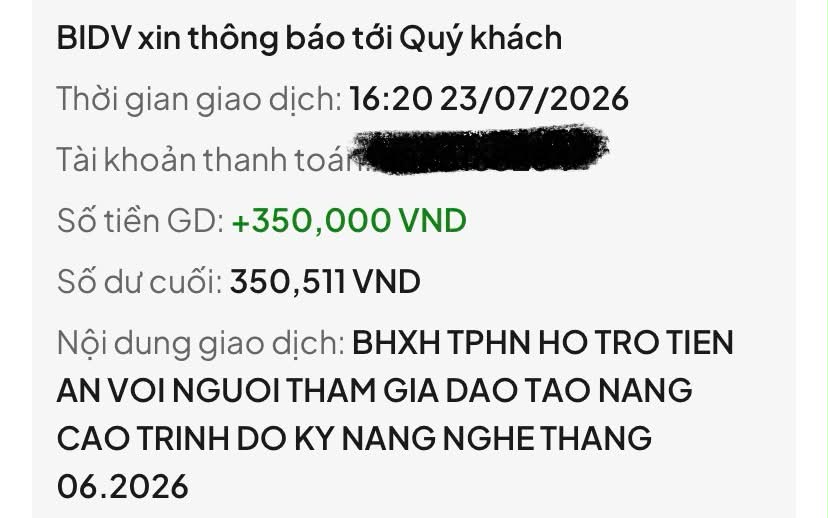 BIDV xin thông báo tới Quý khách
Thời gian giao dịch: 16:20 23/07/2026
Tài khoản thanh toán
Số tiền GD: +350,000 VND
Số dư cuối: 350,511 VND
Nội dung giao dịch: BHXH TPHN HO TRO TIEN
AN VOI NGUOI THAM GIA DAO TAO NANG
CAO TRINH DO KY NANG NGHE THANG
06.2026